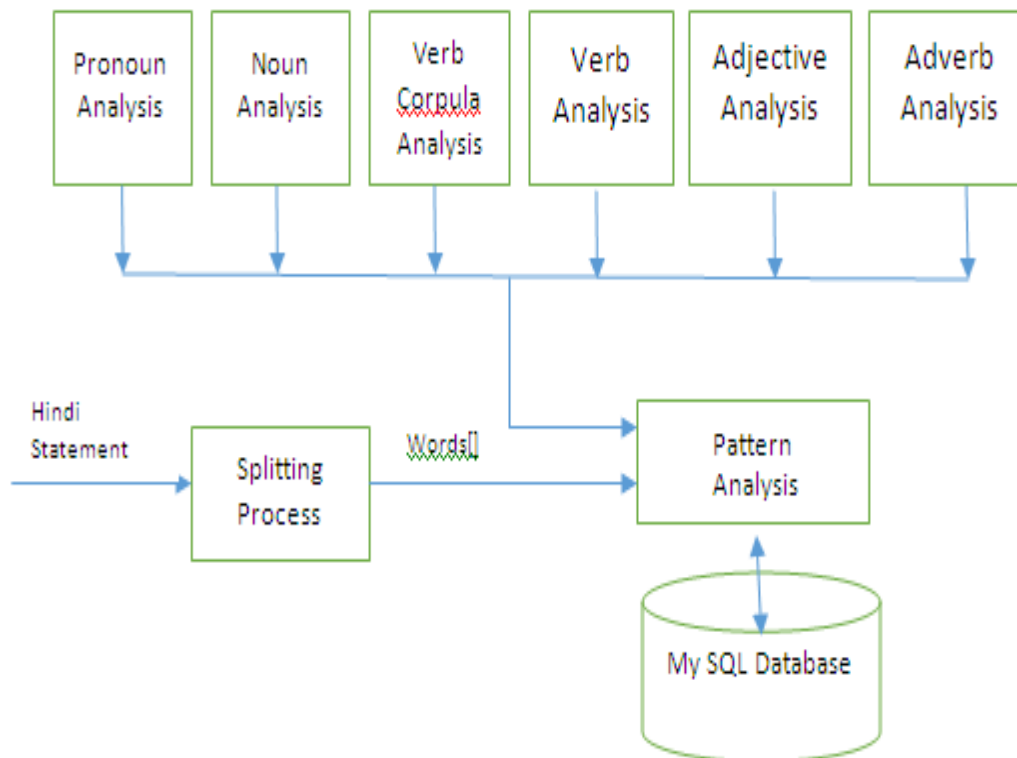 Pronoun
Analysis
Noun
Analysis
Verb
Corpula
Analysis
Verb
Analysis
Adjective
Analysis
Adverb
Analysis
Hindi
Statement
Splitting
Process
Words[]
Pattern
Analysis
My SQL Database